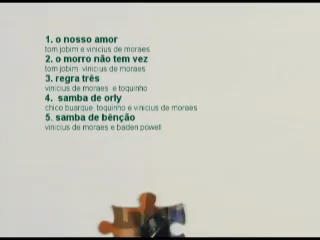 1. o nosso amor
tom jobim e vinicius de moraes
2. o morro não tem vez
tom jobim vinicius de moraes
3. regra três
vinicius de moraes e toquinho
4. samba de orly
chico buarque toquinho e vinicius de moraes
5. samba de bênção
vinicius de moraes e baden powell